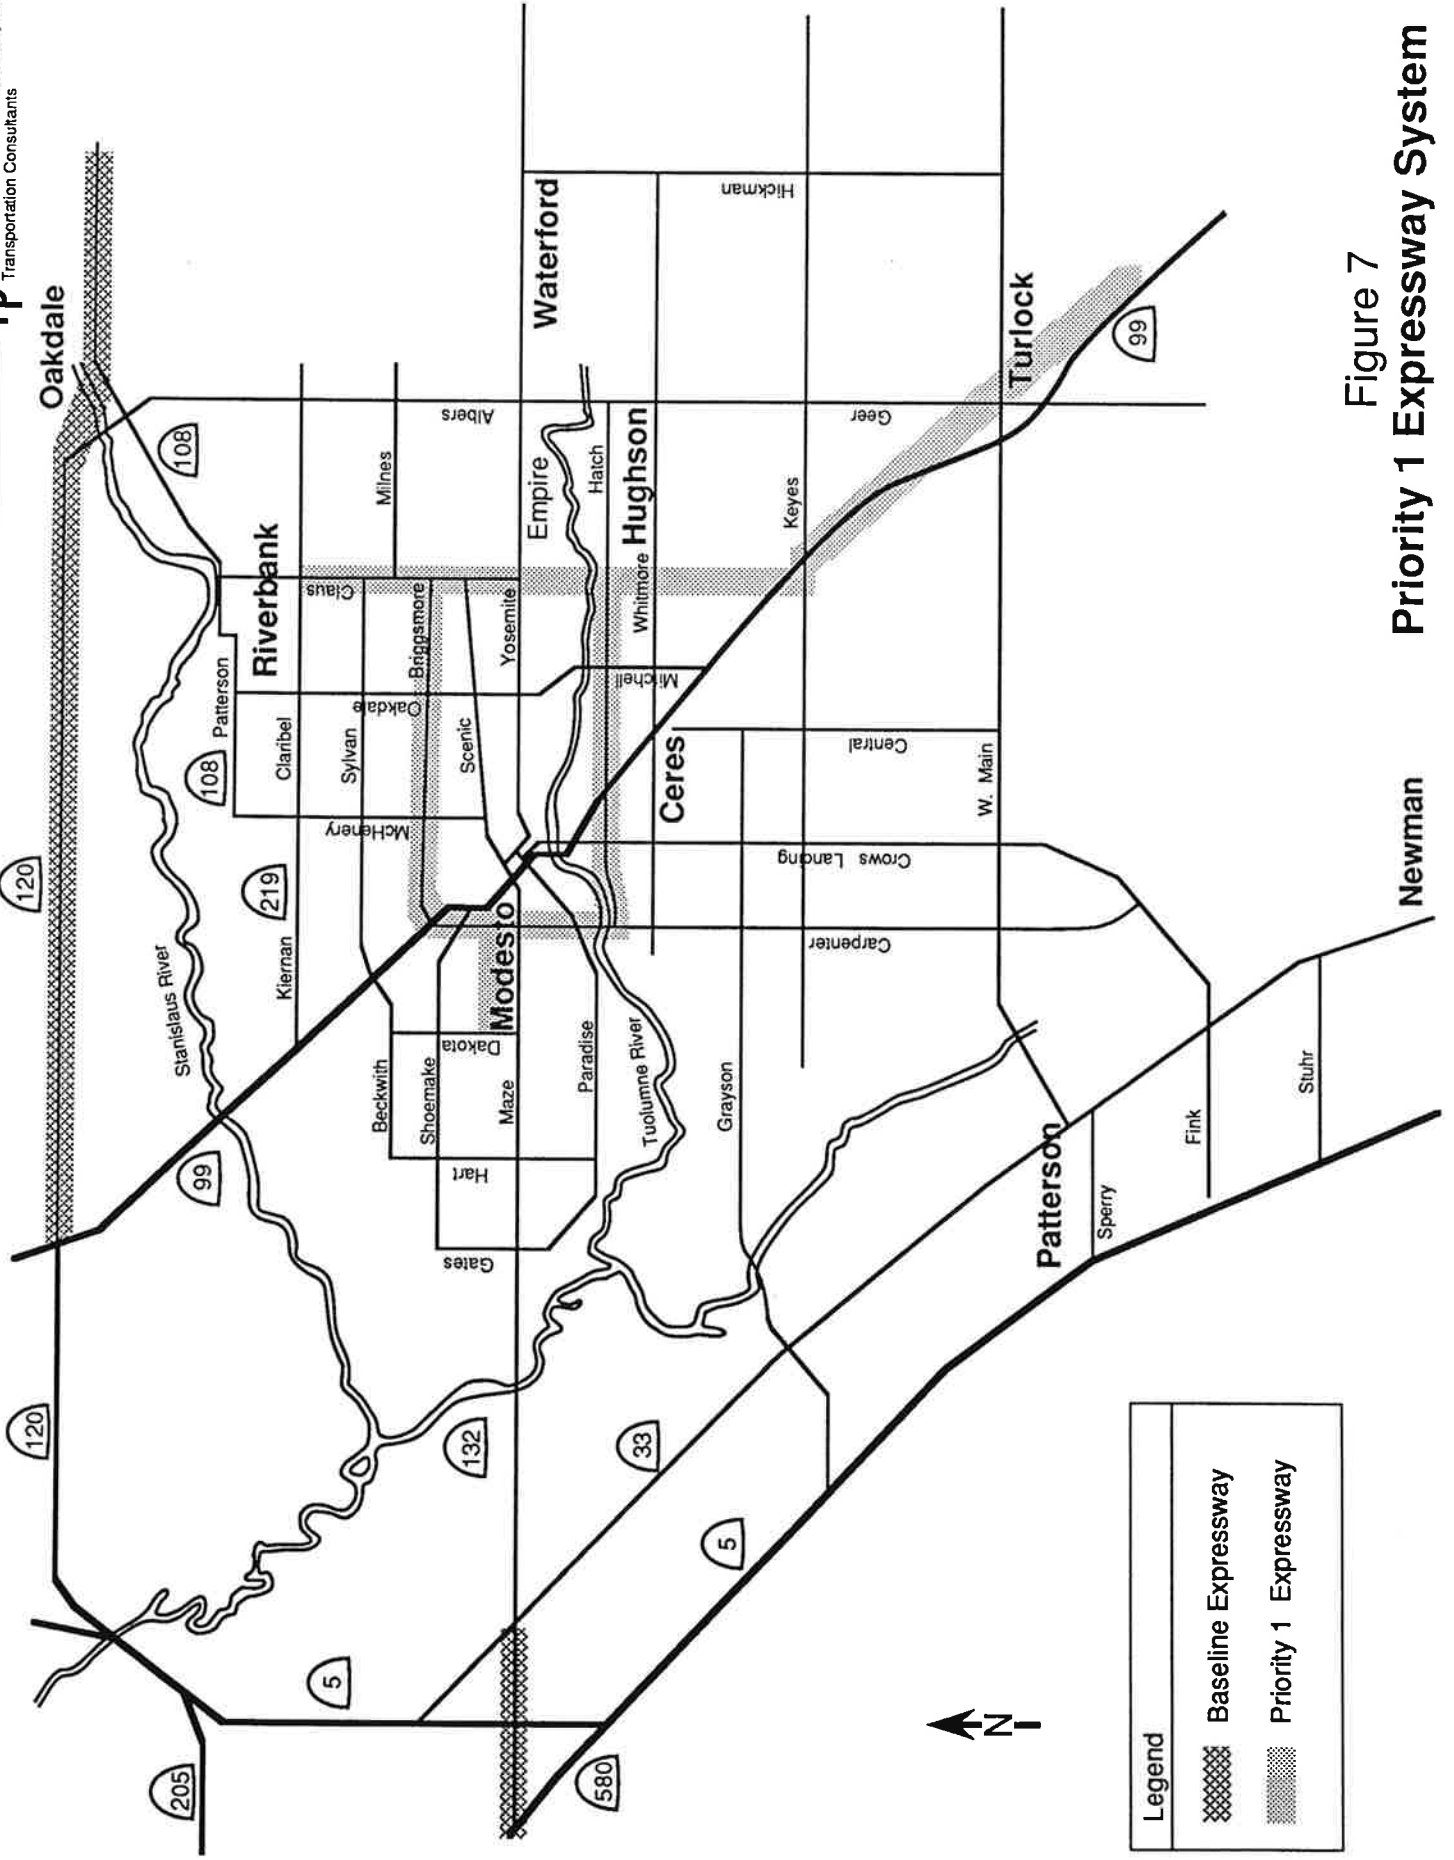 Transportation Consultants
Oakdale
120
120
108
Stanislaus River
99
Patterson
108
Riverbank
219
Kiernan
Claribel
Claus
Milnes
Albers
Sylvan
Oakdale
McHenery
Briggsmore
Beckwith
Shoemake
Dakota
Scenic
Yosemite
Modesto
Maze
Hart
Gates
132
5
205
580
33
Paradise
Tuolumne River
Empire
Waterford
Hatch
Hughson
Whitmore
Mitchell
Ceres
Hickman
Geer
Keyes
Central
Crows Landing
Carpenter
Grayson
W. Main
Turlock
99
5
Patterson
Sperry
Fink
Stuhr
Newman
N
Legend
Baseline Expressway
Priority 1 Expressway
Figure 7
Priority 1 Expressway System